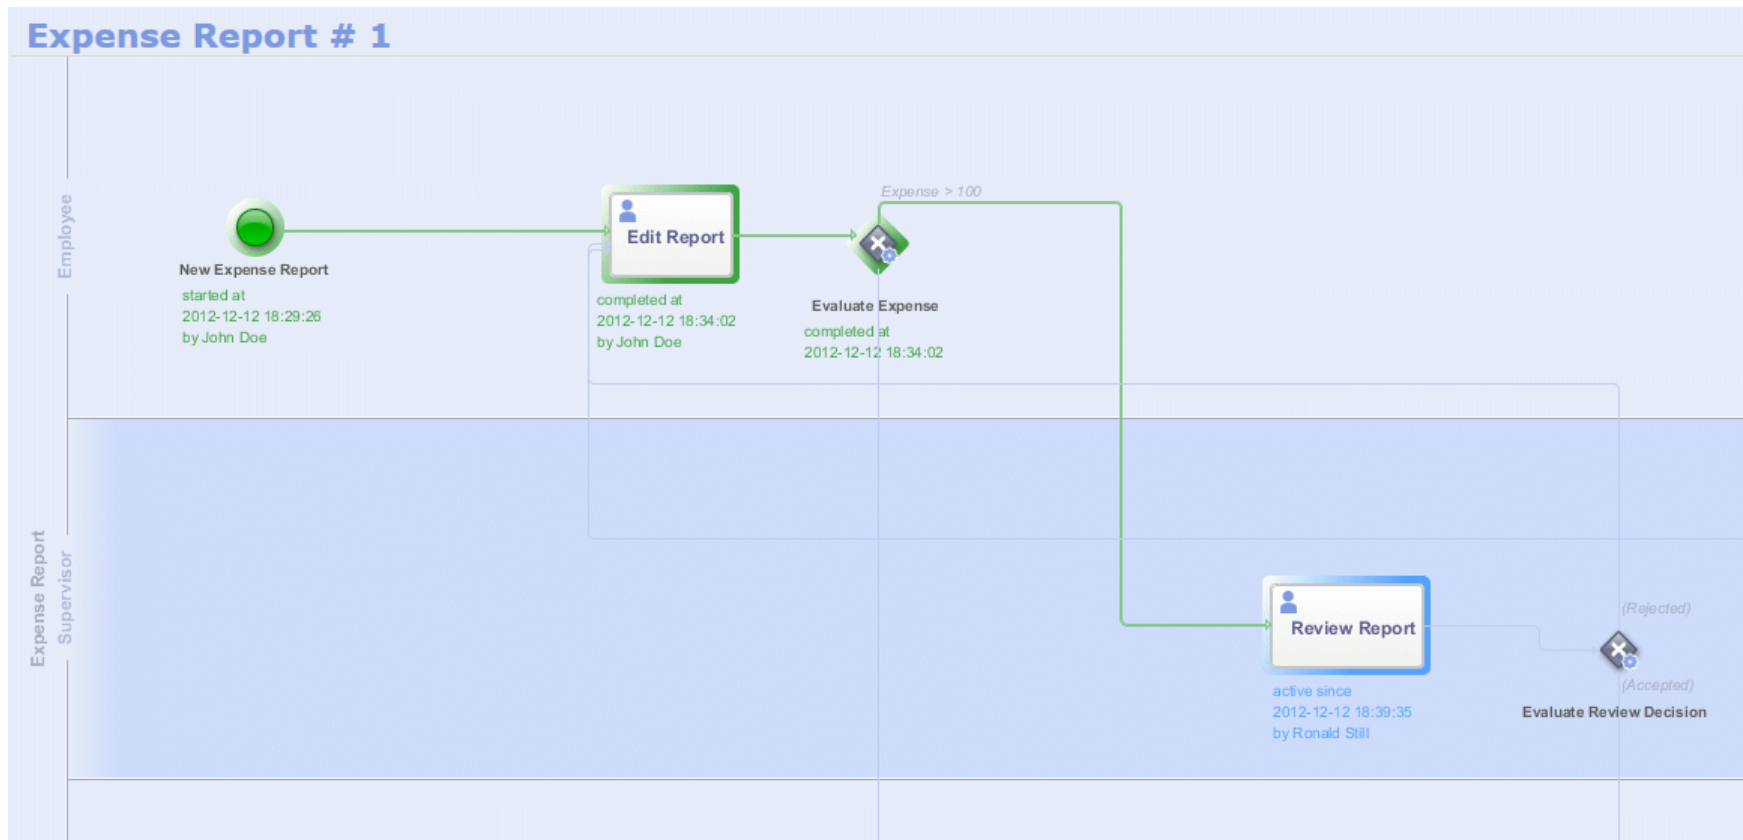 Expense Report # 1
Employee
Expense > 100
Edit Report
New Expense Report
started at
2012-12-12 18:29:26
by John Doe
completed at
2012-12-12 18:34:02
by John Doe
Evaluate Expense
completed at
2012-12-12 18:34:02
Expense Report
Supervisor
Review Report
active since
2012-12-12 18:39:35
by Ronald Still
(Rejected)
(Accepted)
Evaluate Review Decision